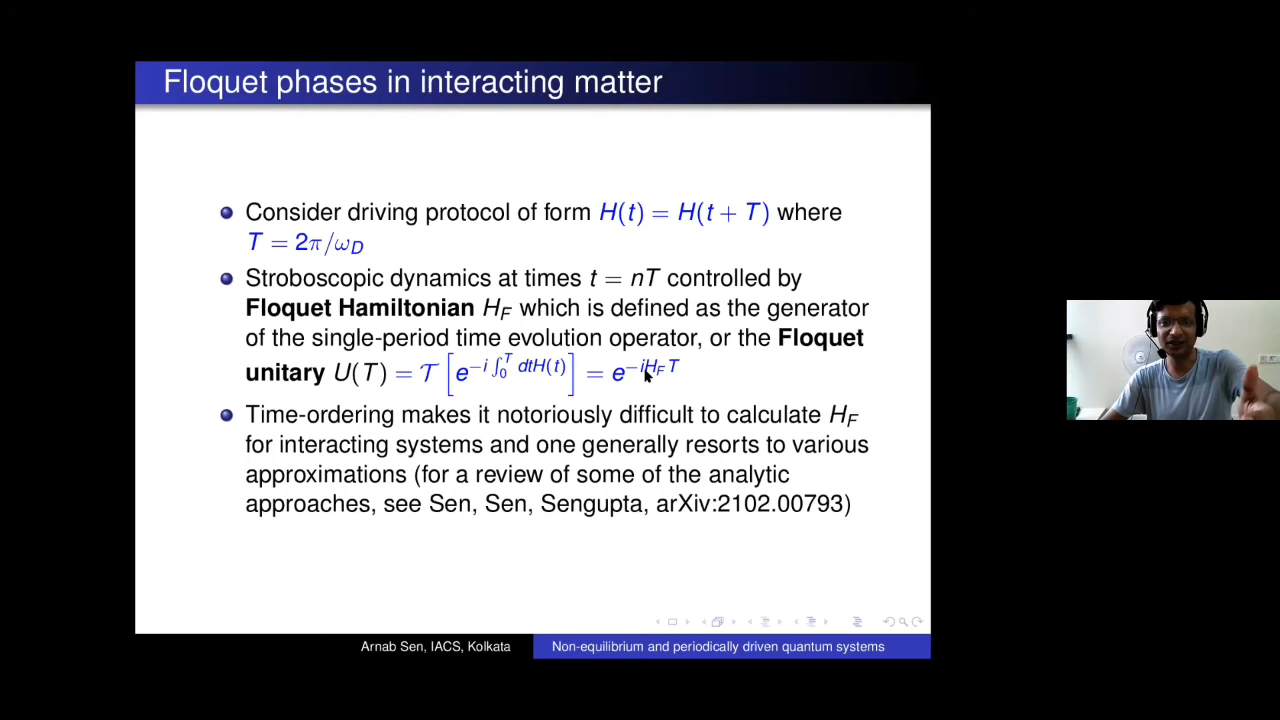 Floquet phases in interacting matter
Consider driving protocol of form H(t) = H(t + T) where
T = 2π/ω_D
Stroboscopic dynamics at times t = nT controlled by
Floquet Hamiltonian H_F which is defined as the generator
of the single-period time evolution operator, or the Floquet
unitary U(T) = 𝒯 [e^{−i ∫_0^T dtH(t)}] = e^{−iH_F T}
Time-ordering makes it notoriously difficult to calculate H_F
for interacting systems and one generally resorts to various
approximations (for a review of some of the analytic
approaches, see Sen, Sen, Sengupta, arXiv:2102.00793)
Arnab Sen, IACS, Kolkata
Non-equilibrium and periodically driven quantum systems